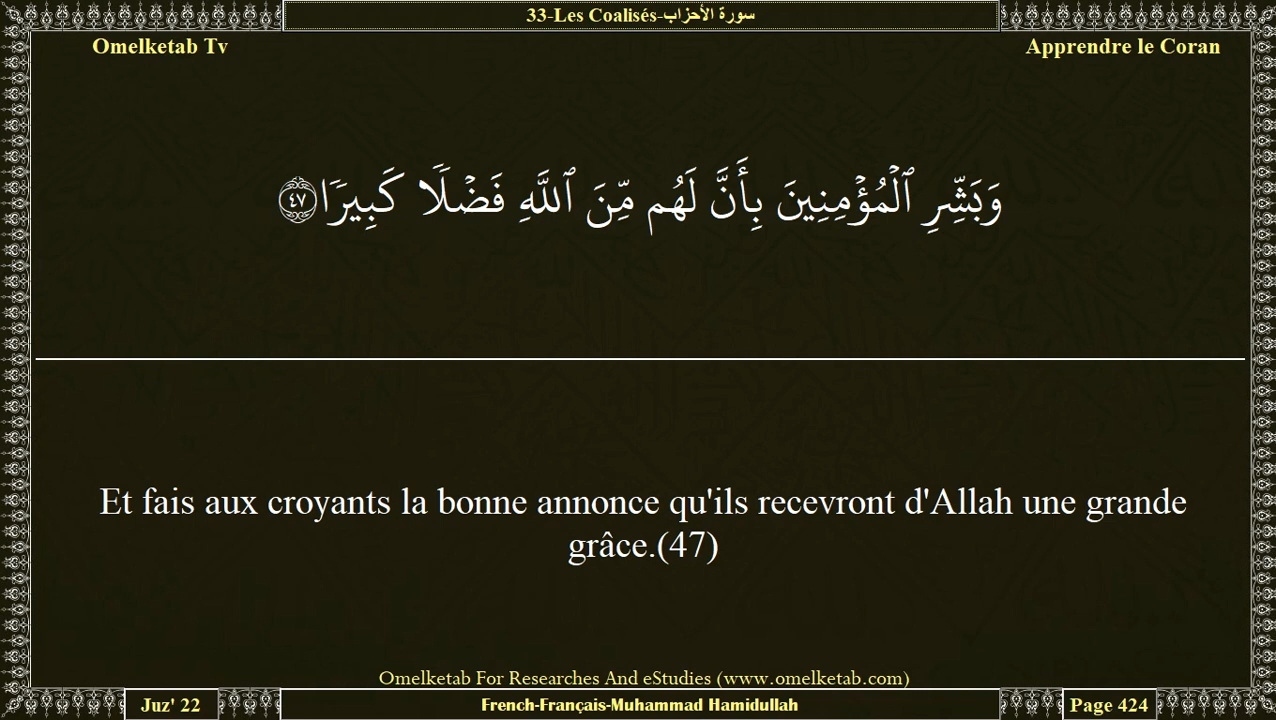 33-Les Coalisés-سورة الأحزاب
Omelketab Tv
Apprendre le Coran
وَبَشِّرِ ٱلْمُؤْمِنِينَ بِأَنَّ لَهُم مِّنَ ٱللَّهِ فَضْلًا كَبِيرًا ٤٧
Et fais aux croyants la bonne annonce qu'ils recevront d'Allah une grande
grâce.(47)
Omelketab For Researches And eStudies (www.omelketab.com)
Juz' 22
French-Français-Muhammad Hamidullah
Page 424